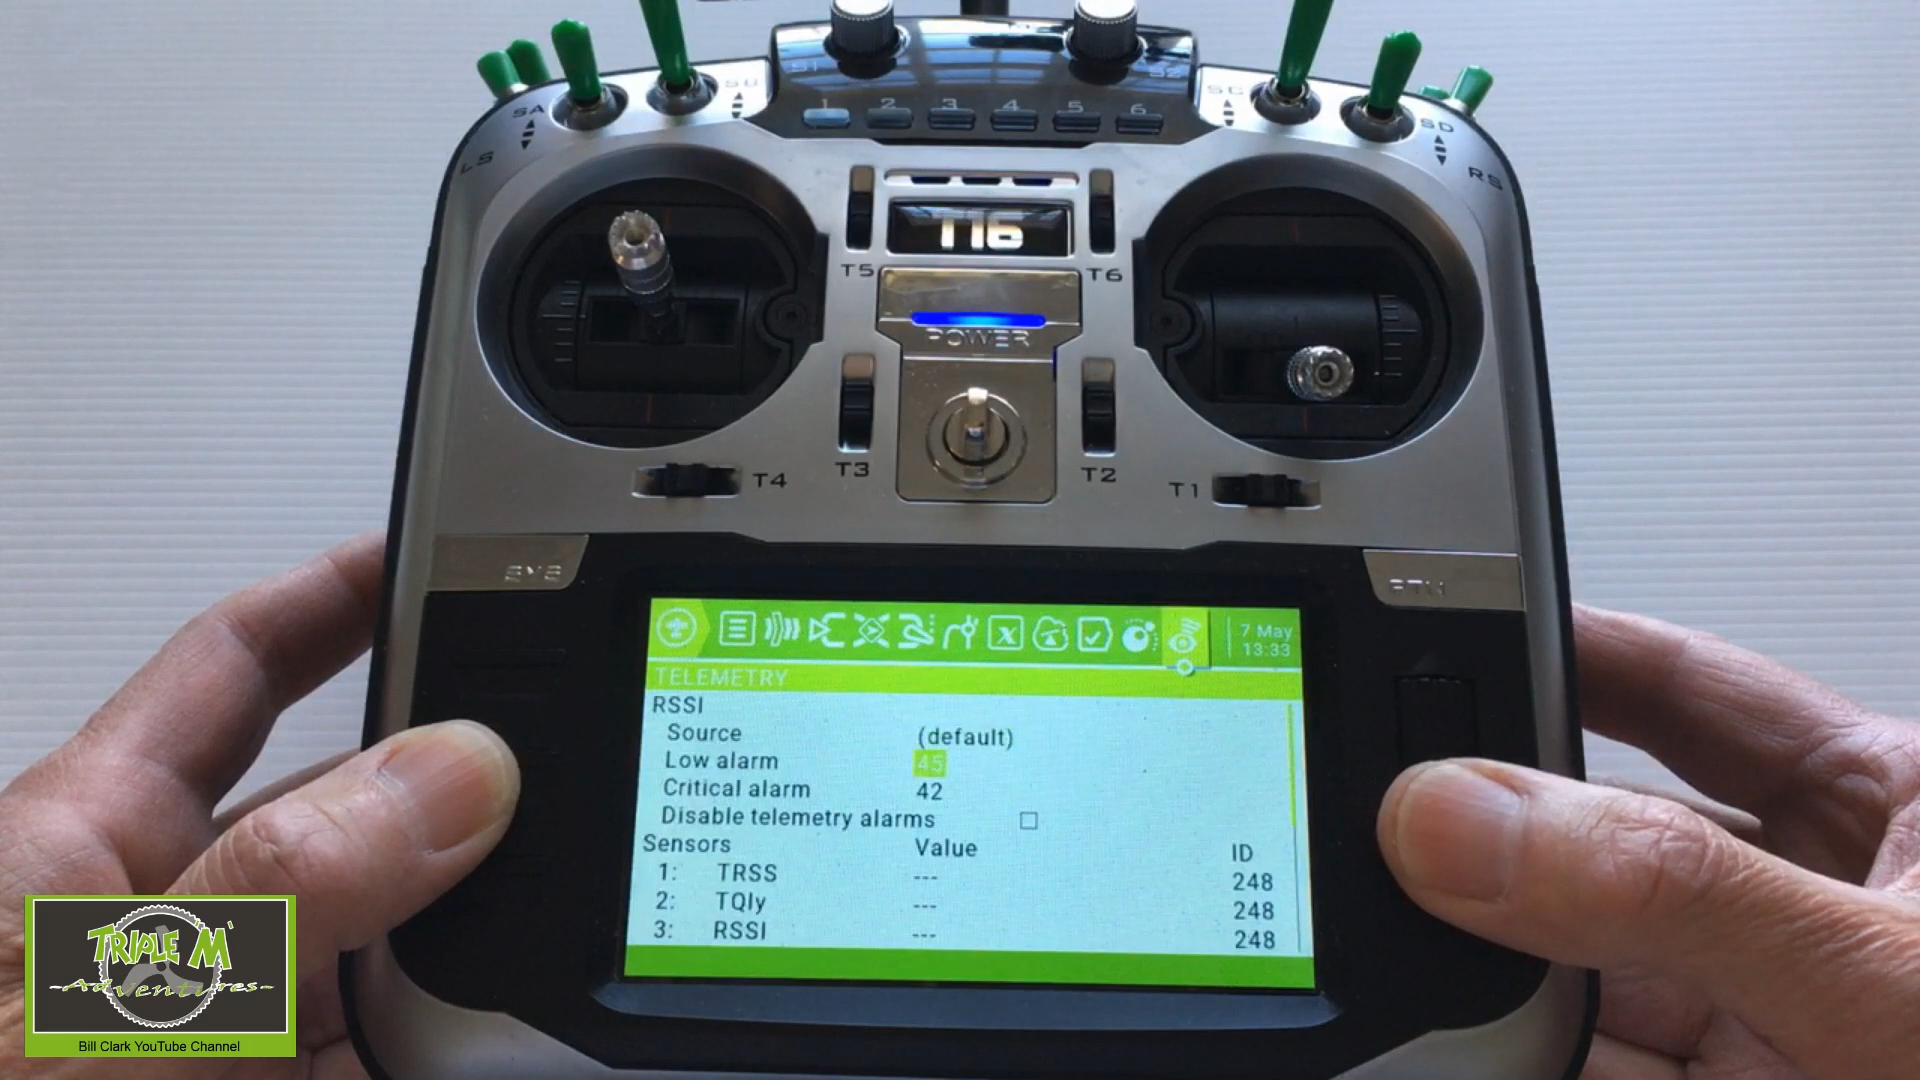 S1
S2
SA
SB
SC
SD
LS
RS
1 2 3 4 5 6
T16
T5
T6
POWER
T3
T2
T4
T1
SYS
RTN
7 May
13:33
TELEMETRY
RSSI
Source (default)
Low alarm 45
Critical alarm 42
Disable telemetry alarms
Sensors Value ID
1: TRSS --- 248
2: TQly --- 248
3: RSSI --- 248
TRIPLE M
-Adventures-
Bill Clark YouTube Channel